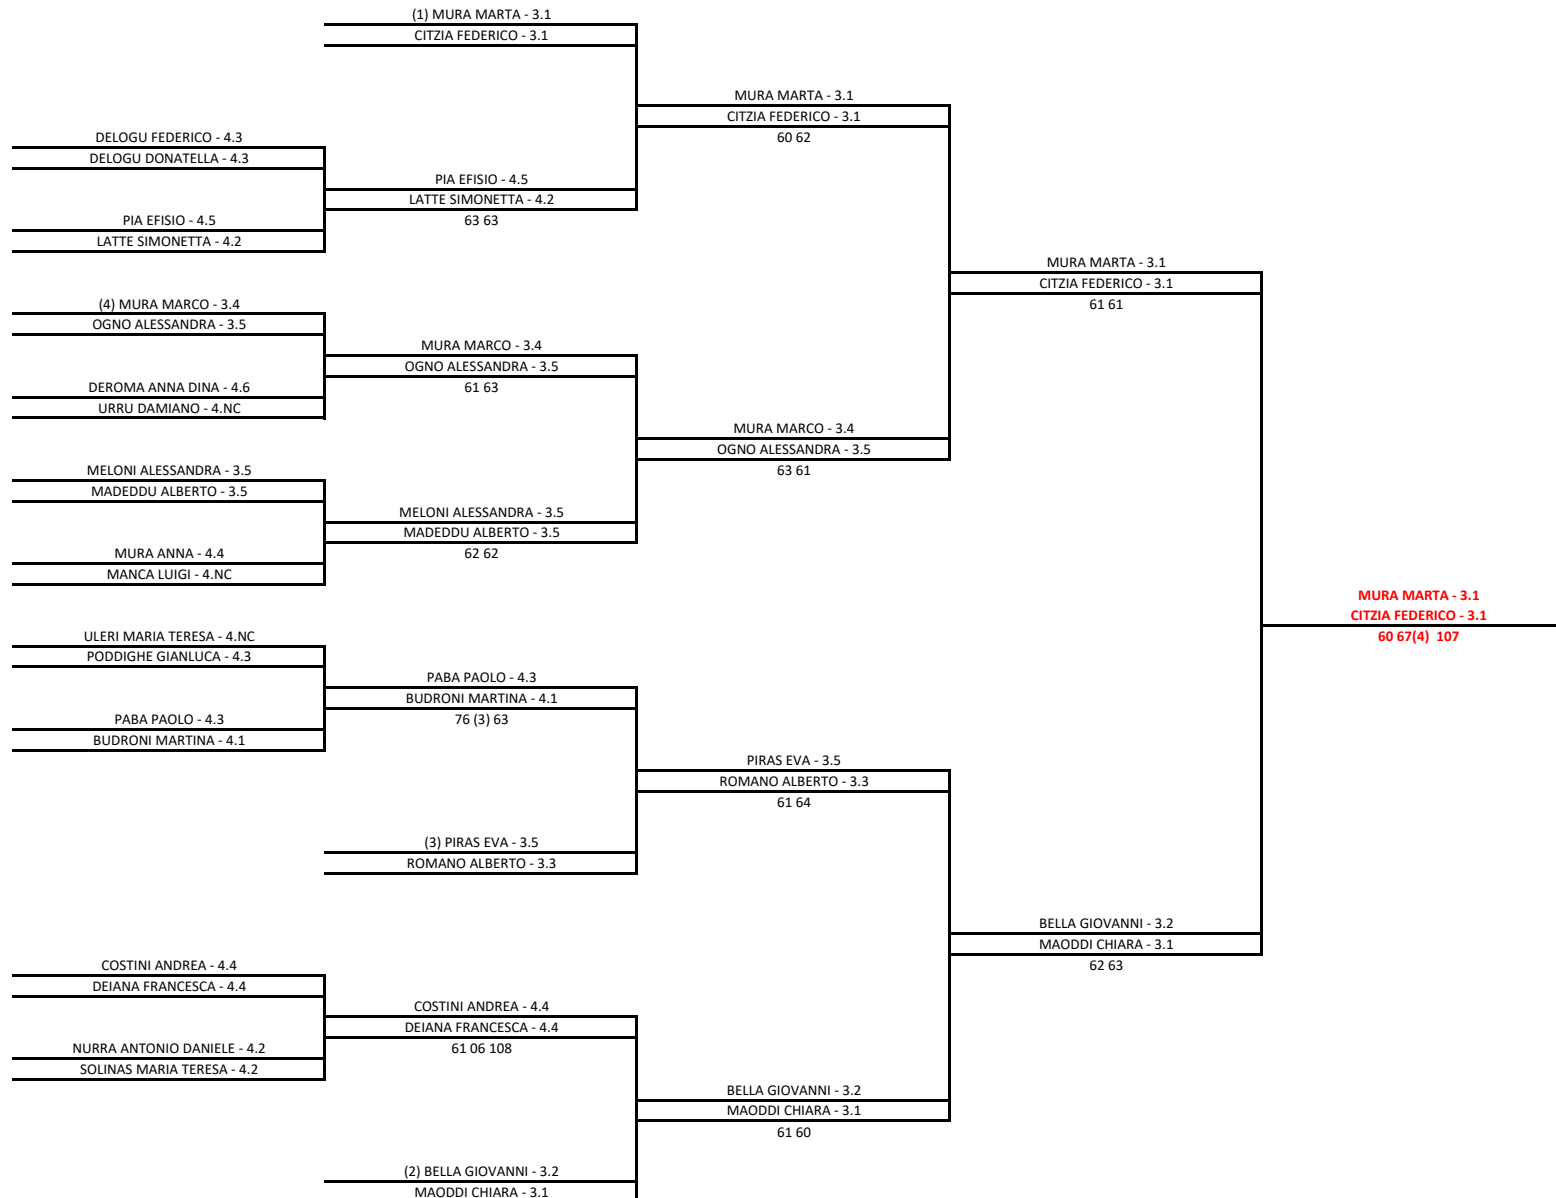 (1) MURA MARTA - 3.1
CITZIA FEDERICO - 3.1
MURA MARTA - 3.1
CITZIA FEDERICO - 3.1
60 62
DELOGU FEDERICO - 4.3
DELOGU DONATELLA - 4.3
PIA EFISIO - 4.5
LATTE SIMONETTA - 4.2
63 63
PIA EFISIO - 4.5
LATTE SIMONETTA - 4.2
MURA MARTA - 3.1
CITZIA FEDERICO - 3.1
61 61
(4) MURA MARCO - 3.4
OGNO ALESSANDRA - 3.5
MURA MARCO - 3.4
OGNO ALESSANDRA - 3.5
61 63
DEROMA ANNA DINA - 4.6
URRU DAMIANO - 4.NC
MURA MARCO - 3.4
OGNO ALESSANDRA - 3.5
63 61
MELONI ALESSANDRA - 3.5
MADEDDU ALBERTO - 3.5
MELONI ALESSANDRA - 3.5
MADEDDU ALBERTO - 3.5
62 62
MURA ANNA - 4.4
MANCA LUIGI - 4.NC
MURA MARTA - 3.1
CITZIA FEDERICO - 3.1
60 67(4)  107
ULERI MARIA TERESA - 4.NC
PODDIGHE GIANLUCA - 4.3
PABA PAOLO - 4.3
BUDRONI MARTINA - 4.1
76 (3) 63
PABA PAOLO - 4.3
BUDRONI MARTINA - 4.1
PIRAS EVA - 3.5
ROMANO ALBERTO - 3.3
61 64
(3) PIRAS EVA - 3.5
ROMANO ALBERTO - 3.3
BELLA GIOVANNI - 3.2
MAODDI CHIARA - 3.1
62 63
COSTINI ANDREA - 4.4
DEIANA FRANCESCA - 4.4
COSTINI ANDREA - 4.4
DEIANA FRANCESCA - 4.4
61 06 108
NURRA ANTONIO DANIELE - 4.2
SOLINAS MARIA TERESA - 4.2
BELLA GIOVANNI - 3.2
MAODDI CHIARA - 3.1
61 60
(2) BELLA GIOVANNI - 3.2
MAODDI CHIARA - 3.1